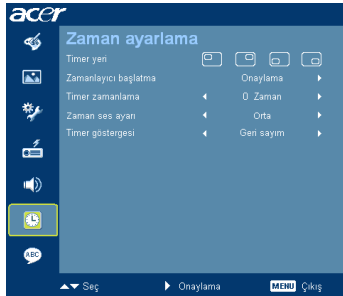 acer
Zaman ayarlama
Timer yeri
Zamanlayıcı başlatma Onaylama
Timer zamanlama 0 Zaman
Zaman ses ayarı Orta
Timer göstergesi Geri sayım
ABC
Seç Onaylama MENU Çıkış